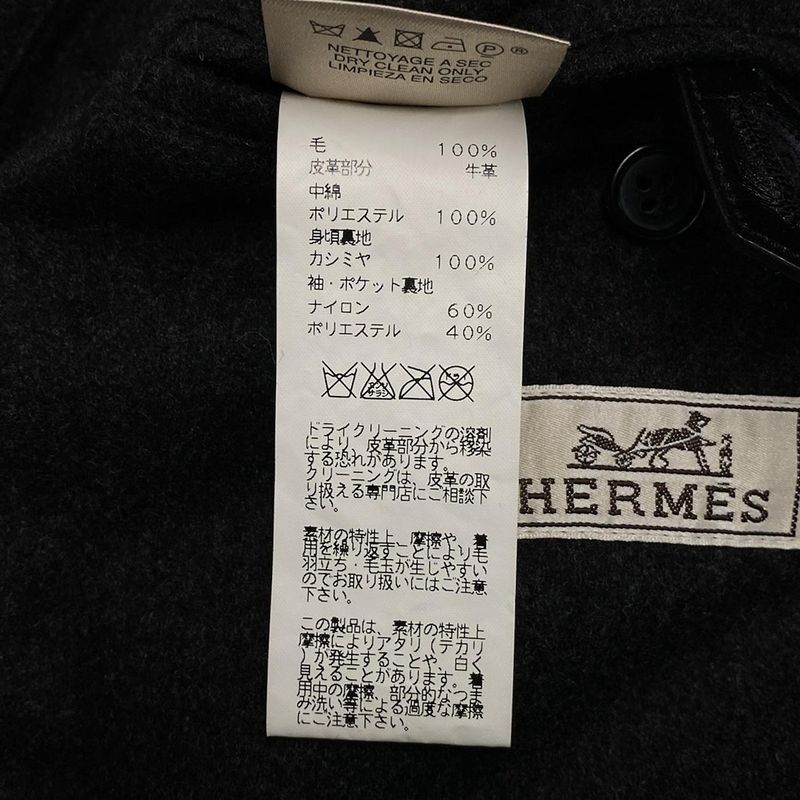 NETTOYAGE A SEC
DRY CLEAN ONLY,
LIMPIEZA EN SECO
P ®
毛 100%
皮革部分 牛革
中綿
ポリエステル 100%
身頃裏地
カシミヤ 100%
袖・ポケット裏地
ナイロン 60%
ポリエステル 40%
エンソ サラシ ドライ
ドライクリーニングの溶剤
により、皮革部分から移染
する恐れがあります。
クリーニングは、皮革の取
り扱える専門店にご相談下
さい。
素材の特性上、摩擦や、着
用を繰り返すことにより毛
羽立ち・毛玉が生じやすい
のでお取り扱いにはご注意
下さい。
この製品は、素材の特性上
摩擦によりアタリ(テカリ
)が発生することや、白く
見えることがあります。着
用中の摩擦、部分的なつま
み洗い等による過度な摩擦
にご注意下さい。
HERMÈS